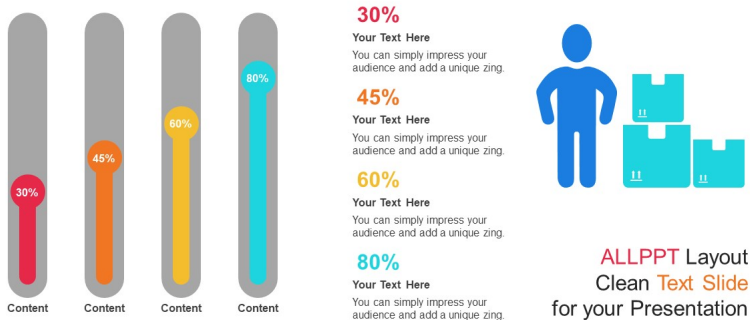 30%
45%
60%
80%
Content
Content
Content
Content
30%
Your Text Here
You can simply impress your
audience and add a unique zing.
45%
Your Text Here
You can simply impress your
audience and add a unique zing.
60%
Your Text Here
You can simply impress your
audience and add a unique zing.
80%
Your Text Here
You can simply impress your
audience and add a unique zing.
ALLPPT Layout
Clean Text Slide
for your Presentation